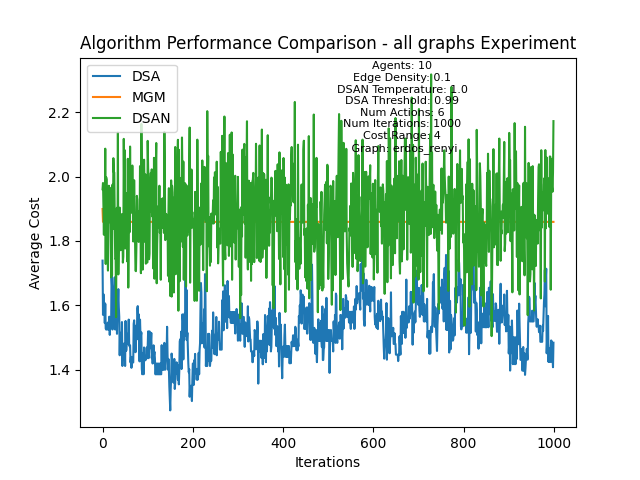 Algorithm Performance Comparison - all graphs Experiment
DSA
MGM
DSAN
Agents: 10
Edge Density: 0.1
DSAN Temperature: 1.0
DSA Threshold: 0.99
Num Actions: 6
Num Iterations: 1000
Cost Range: 4
Graph: erdos_renyi
Average Cost
2.2
2.0
1.8
1.6
1.4
0 200 400 600 800 1000
Iterations